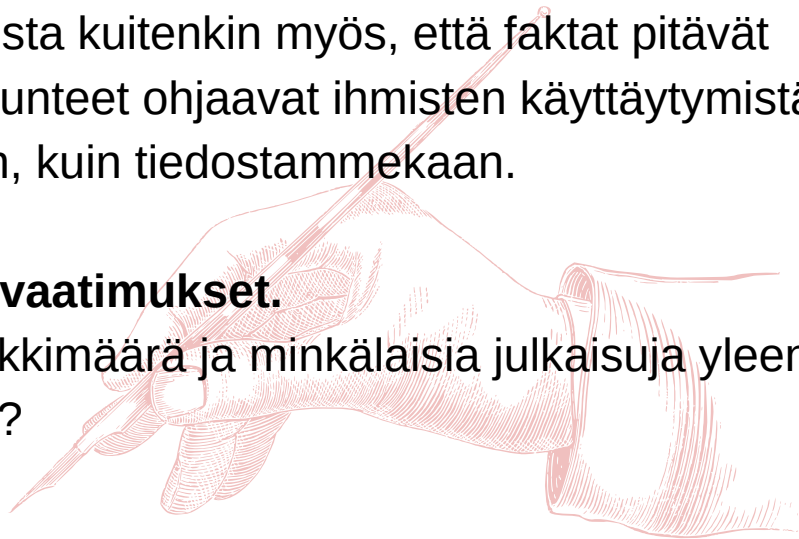 sta kuitenkin myös, että faktat pitävät
unteet ohjaavat ihmisten käyttäytymistä
n, kuin tiedostammekaan.
vaatimukset.
kkimäärä ja minkälaisia julkaisuja yleen
?